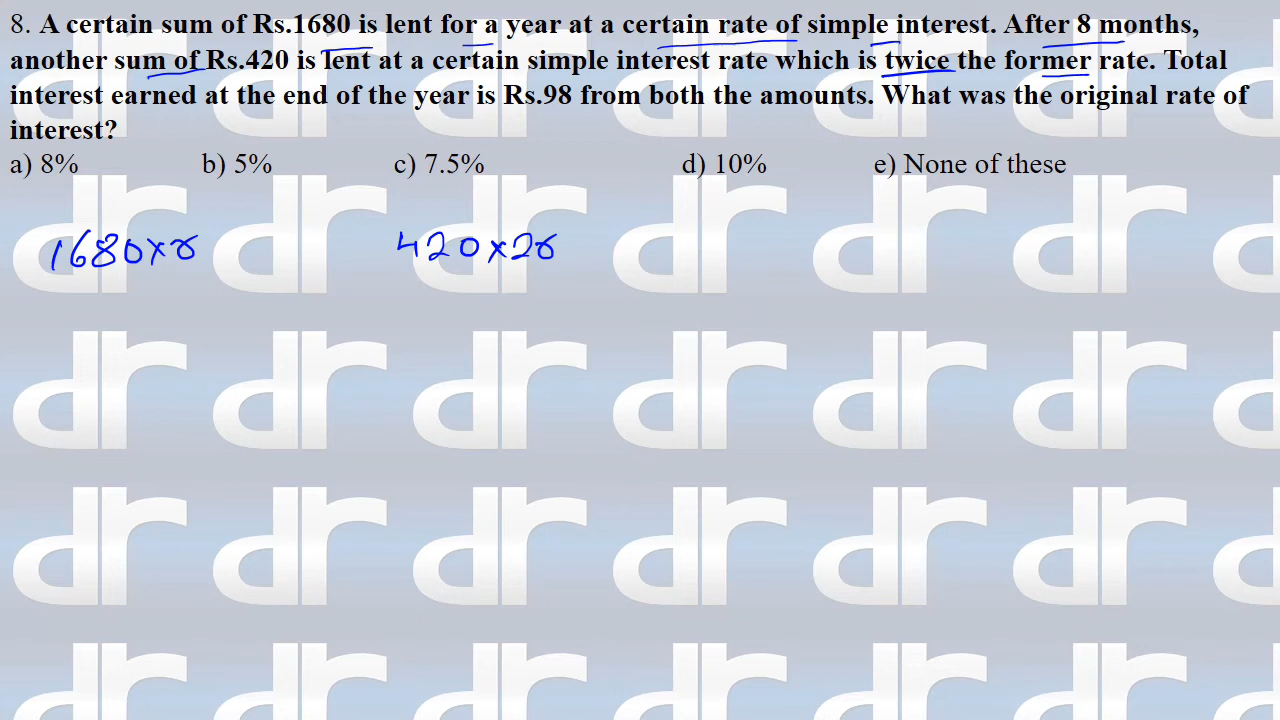 8. A certain sum of Rs.1680 is lent for a year at a certain rate of simple interest. After 8 months,
another sum of Rs.420 is lent at a certain simple interest rate which is twice the former rate. Total
interest earned at the end of the year is Rs.98 from both the amounts. What was the original rate of
interest?
a) 8% b) 5% c) 7.5% d) 10% e) None of these
1680×r 420×2r